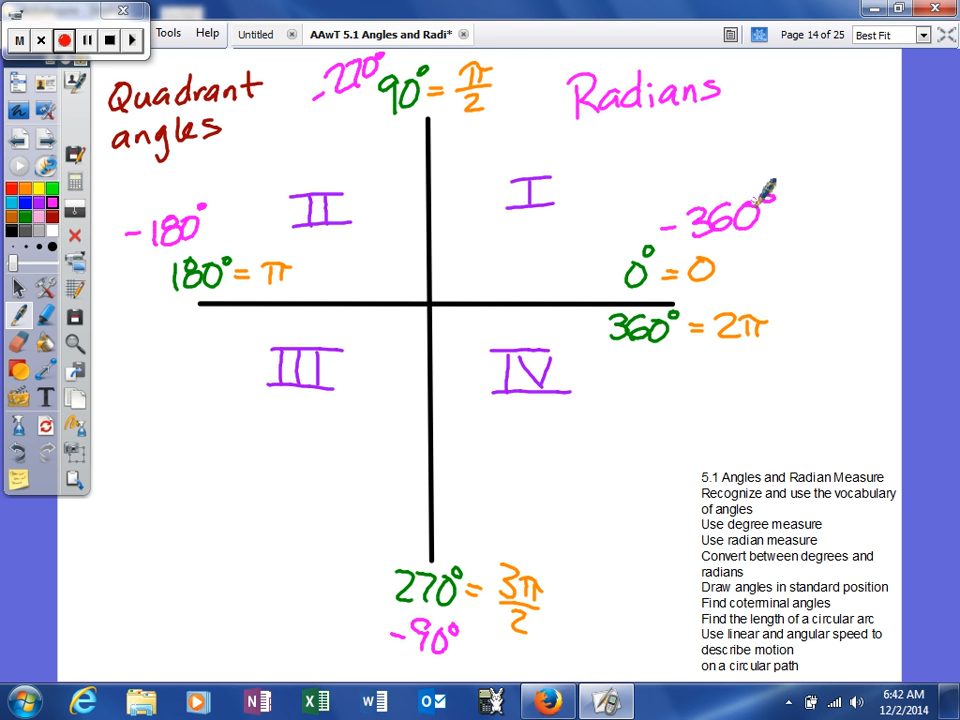 M
Tools Help Untitled AAwT 5.1 Angles and Radi* Page 14 of 25 Best Fit
Quadrant
angles
-270° 90° = π/2
Radians
II
I
-180°
180° = π
-360°
0° = 0
360° = 2π
III
IV
270° = 3π/2
-90°
5.1 Angles and Radian Measure
Recognize and use the vocabulary
of angles
Use degree measure
Use radian measure
Convert between degrees and
radians
Draw angles in standard position
Find coterminal angles
Find the length of a circular arc
Use linear and angular speed to
describe motion
on a circular path
6:42 AM
12/2/2014